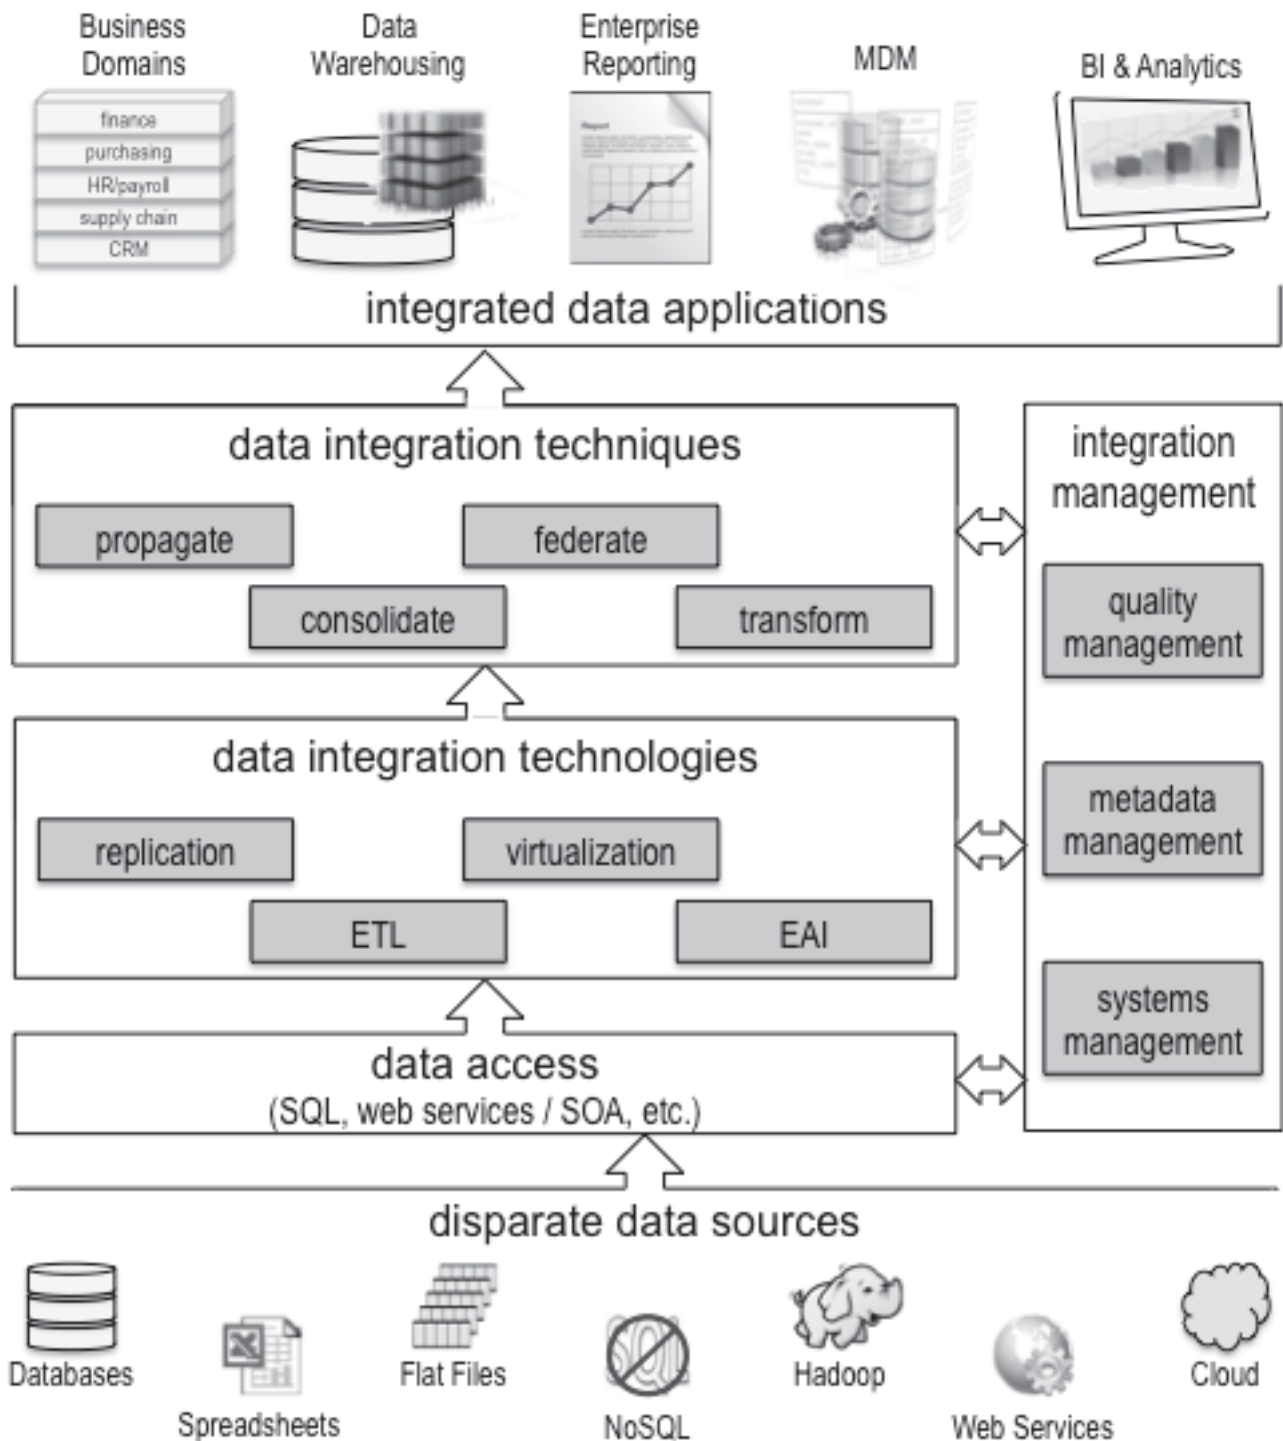 Business
Domains
Data
Warehousing
Enterprise
Reporting
MDM
BI & Analytics
finance
purchasing
HR/payroll
supply chain
CRM
Report
integrated data applications
data integration techniques
propagate
federate
consolidate
transform
integration
management
quality
management
data integration technologies
replication
virtualization
ETL
EAI
metadata
management
systems
management
data access
(SQL, web services / SOA, etc.)
disparate data sources
SQL
Databases
Spreadsheets
Flat Files
NoSQL
Hadoop
Web Services
Cloud